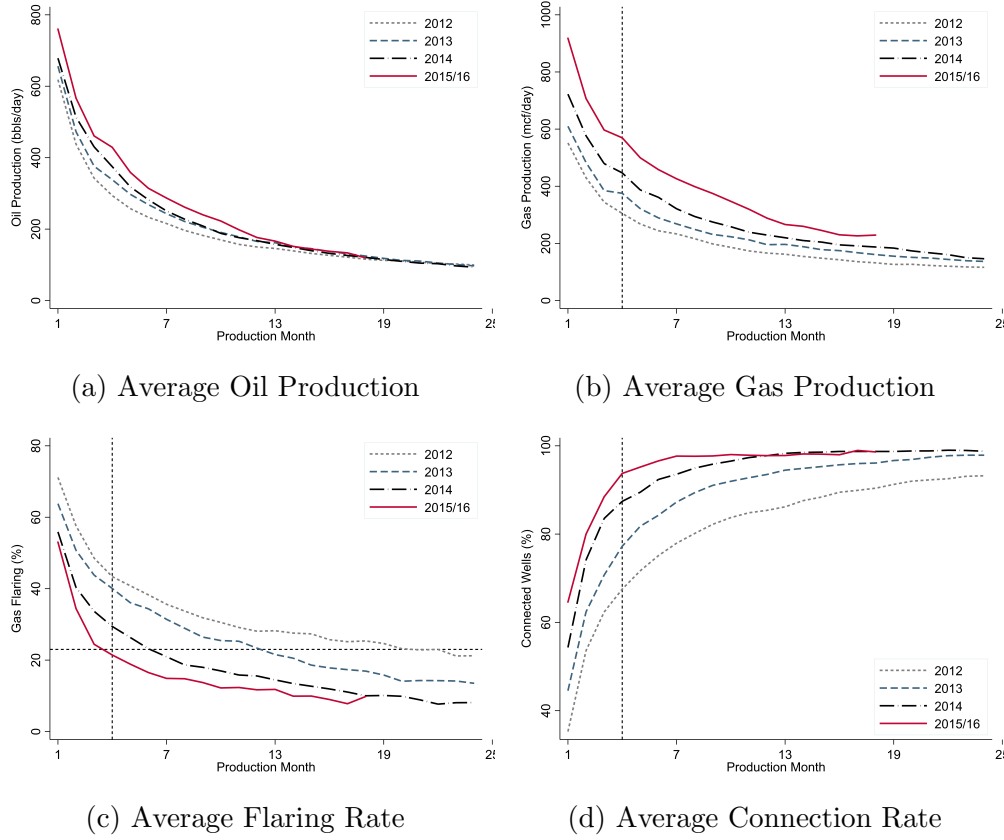 Oil Production (bbls/day)
800
600
400
200
0
2012
2013
2014
2015/16
1 7 13 19 25
Production Month
(a) Average Oil Production
Gas Production (mcf/day)
1000
800
600
400
200
0
2012
2013
2014
2015/16
1 7 13 19 25
Production Month
(b) Average Gas Production
Gas Flaring (%)
80
60
40
20
0
2012
2013
2014
2015/16
1 7 13 19 25
Production Month
(c) Average Flaring Rate
Connected Wells (%)
100
80
60
40
2012
2013
2014
2015/16
1 7 13 19 25
Production Month
(d) Average Connection Rate